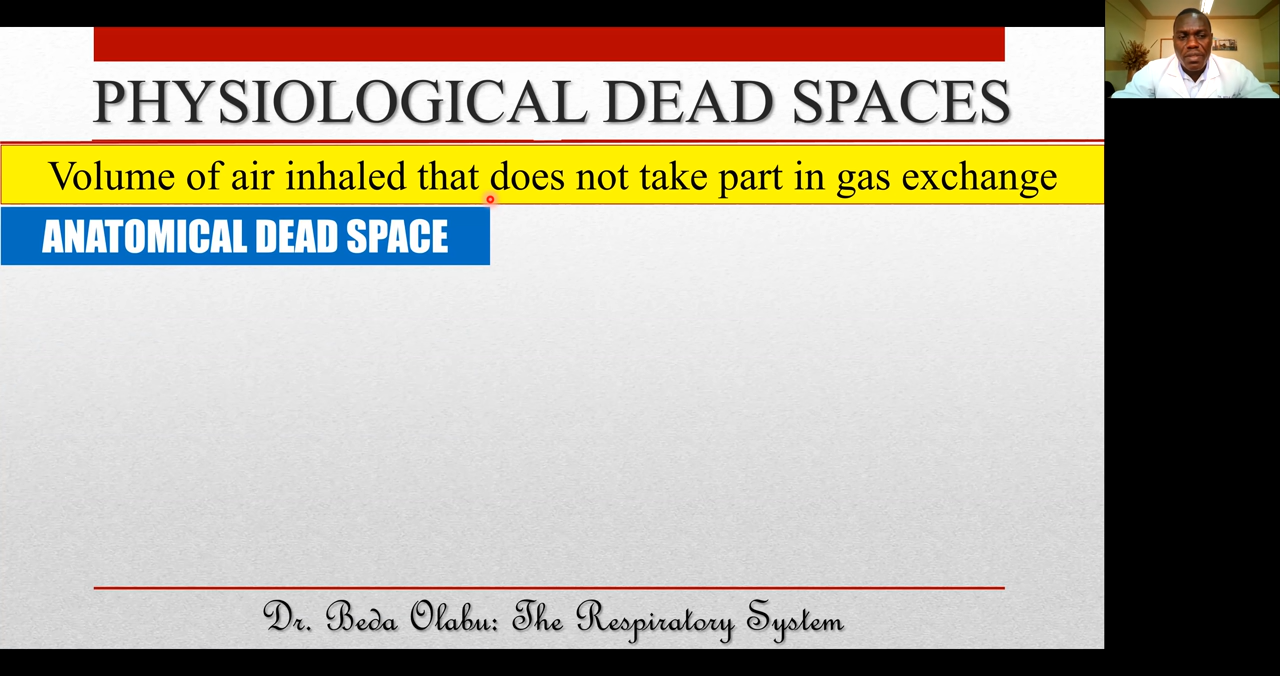 PHYSIOLOGICAL DEAD SPACES
Volume of air inhaled that does not take part in gas exchange
ANATOMICAL DEAD SPACE
Dr. Beda Olabu: The Respiratory System